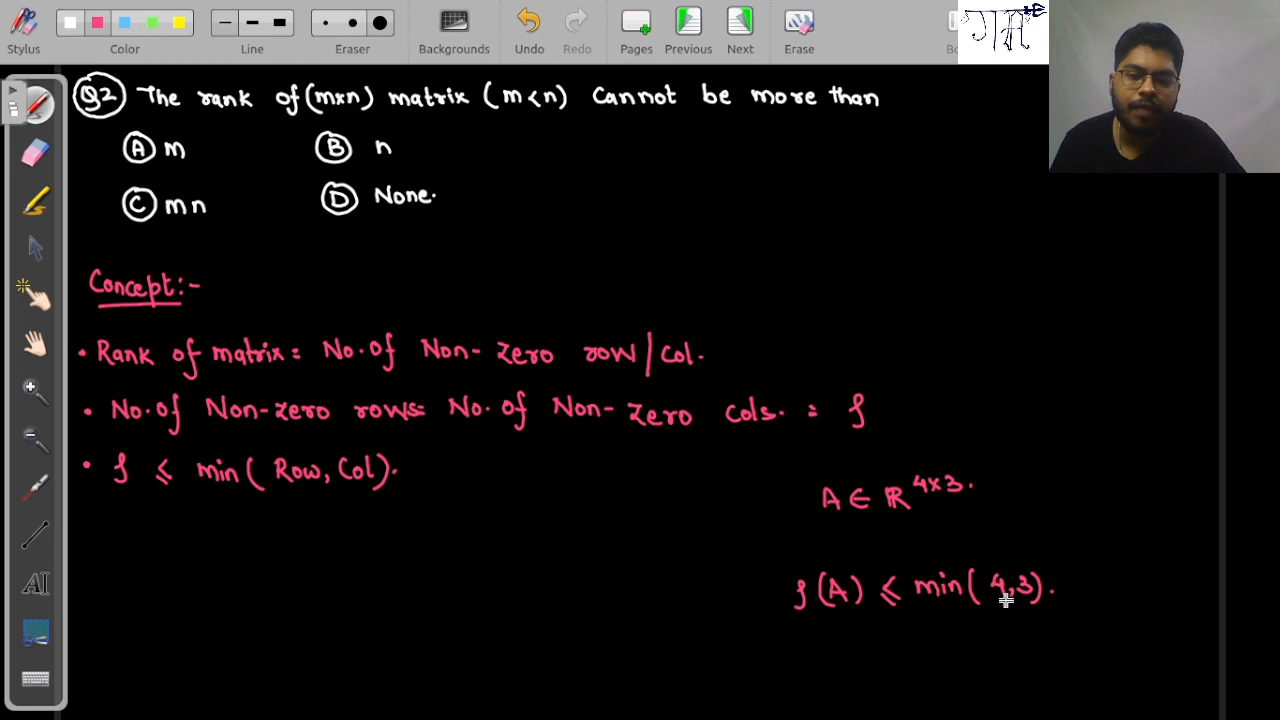 Stylus Color Line Eraser Backgrounds Undo Redo Pages Previous Next Erase
Q2 The rank of (m×n) matrix (m<n) cannot be more than
A m B n
C mn D None.
Concept:-
• Rank of matrix = No. of Non-zero row/col.
• No. of Non-zero rows = No. of Non-zero cols. = ρ
• ρ ≤ min( Row, Col).
A ∈ ℝ^4×3.
ρ(A) ≤ min( 4,3).